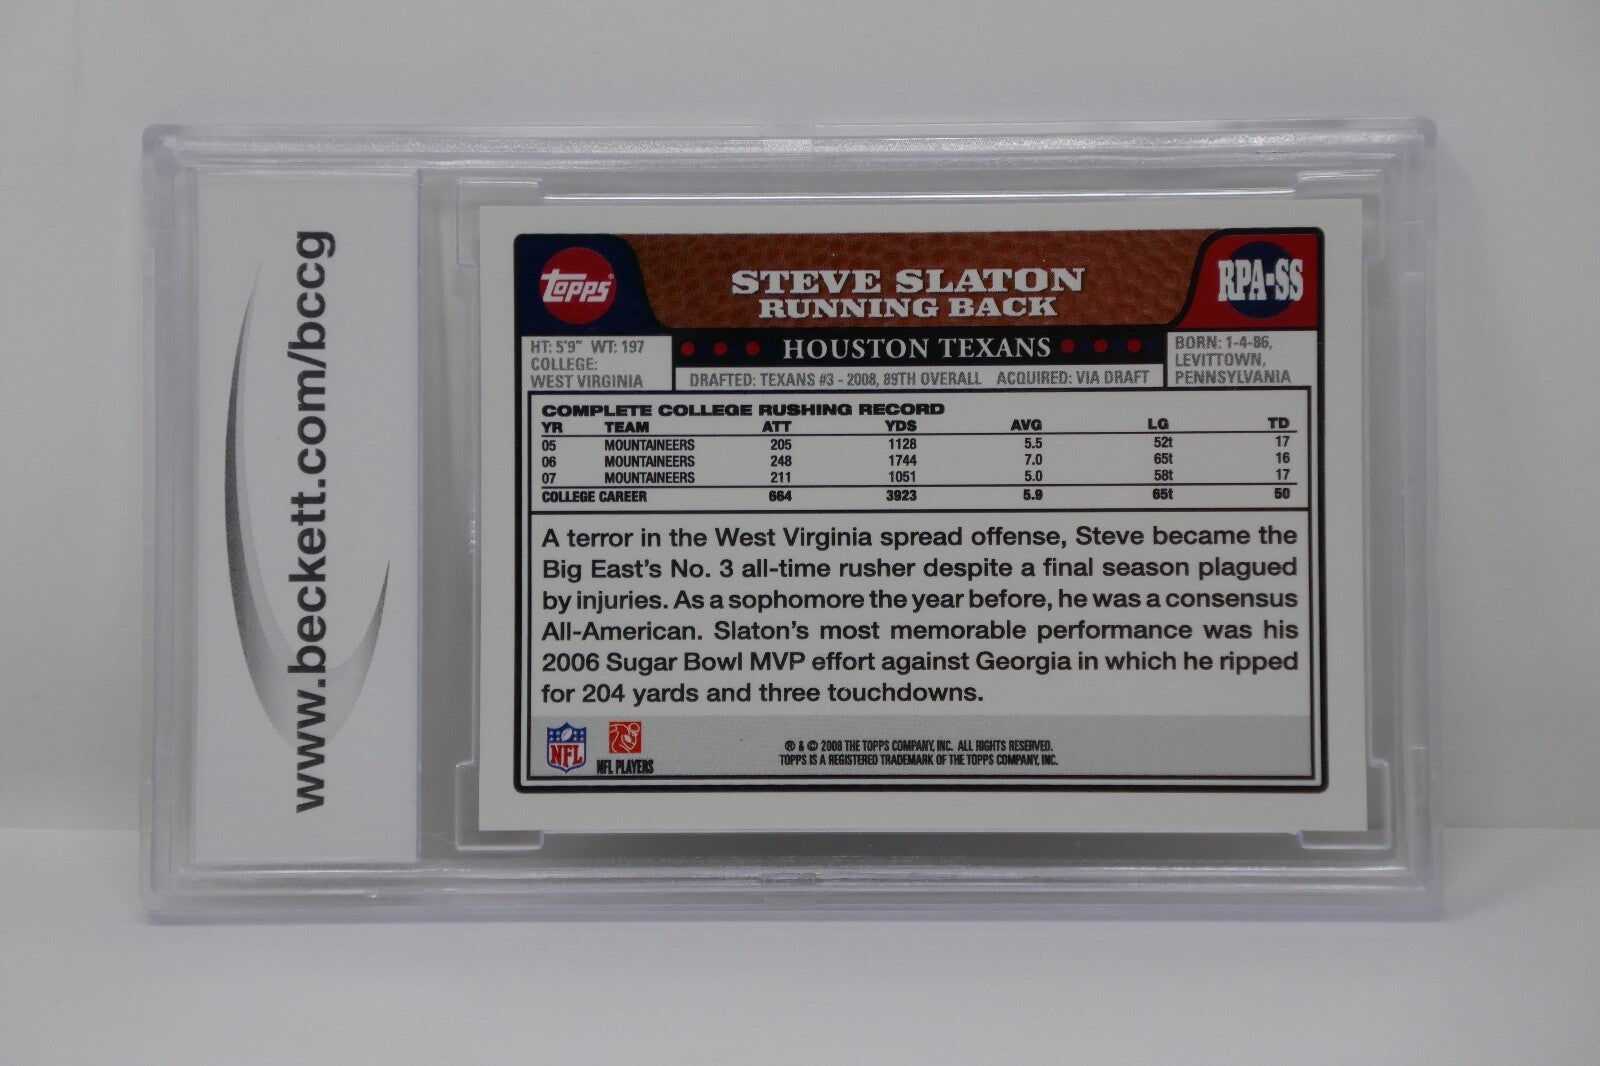 www.beckett.com/bccg
topps®
STEVE SLATON
RUNNING BACK
RPA-SS
HT: 5'9" WT: 197
COLLEGE:
WEST VIRGINIA
HOUSTON TEXANS
DRAFTED: TEXANS #3 - 2008, 89TH OVERALL ACQUIRED: VIA DRAFT
BORN: 1-4-86,
LEVITTOWN,
PENNSYLVANIA
COMPLETE COLLEGE RUSHING RECORD
YR TEAM ATT YDS AVG LG TD
05 MOUNTAINEERS 205 1128 5.5 52t 17
06 MOUNTAINEERS 248 1744 7.0 65t 16
07 MOUNTAINEERS 211 1051 5.0 58t 17
COLLEGE CAREER 664 3923 5.9 65t 50
A terror in the West Virginia spread offense, Steve became the
Big East's No. 3 all-time rusher despite a final season plagued
by injuries. As a sophomore the year before, he was a consensus
All-American. Slaton's most memorable performance was his
2006 Sugar Bowl MVP effort against Georgia in which he ripped
for 204 yards and three touchdowns.
NFL
NFL PLAYERS
® & © 2008 THE TOPPS COMPANY, INC. ALL RIGHTS RESERVED.
TOPPS IS A REGISTERED TRADEMARK OF THE TOPPS COMPANY, INC.